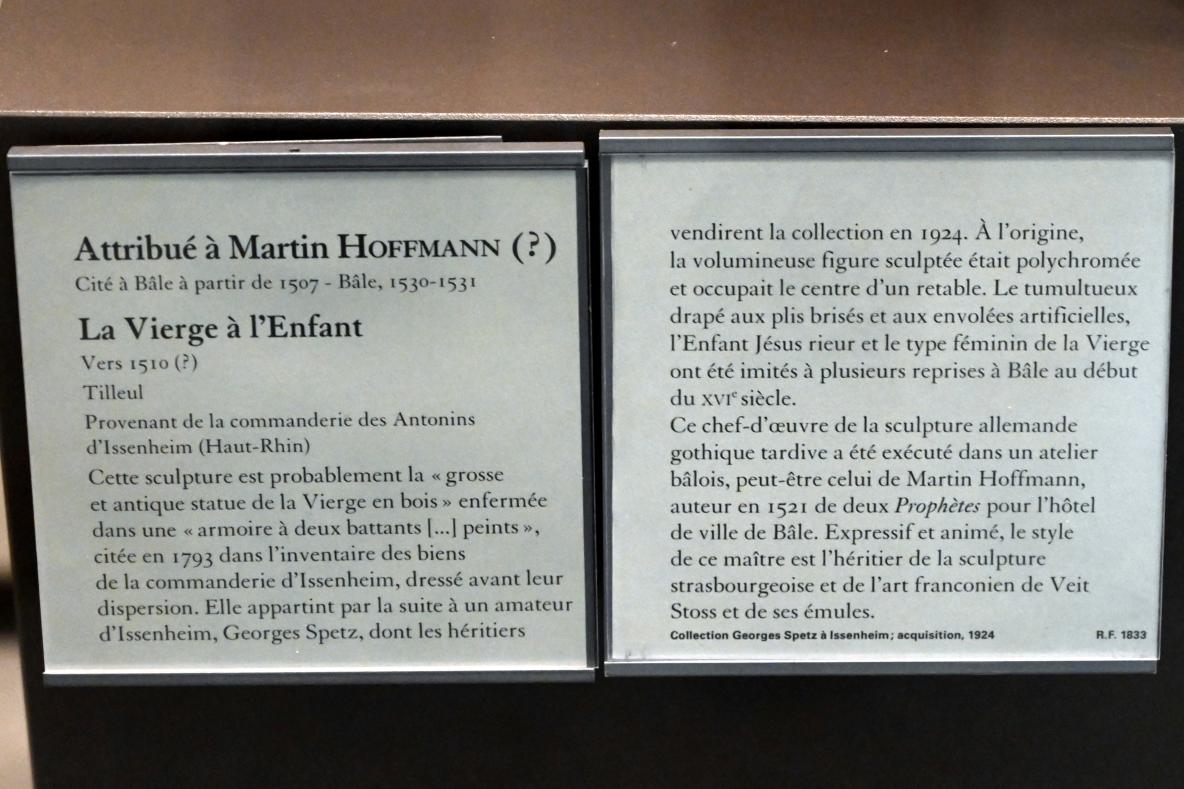 Attribué à Martin HOFFMANN (?)
Cité à Bâle à partir de 1507 - Bâle, 1530-1531
La Vierge à l'Enfant
Vers 1510 (?)
Tilleul
Provenant de la commanderie des Antonins
d'Issenheim (Haut-Rhin)
Cette sculpture est probablement la « grosse
et antique statue de la Vierge en bois » enfermée
dans une « armoire à deux battants [...] peints »,
citée en 1793 dans l'inventaire des biens
de la commanderie d'Issenheim, dressé avant leur
dispersion. Elle appartint par la suite à un amateur
d'Issenheim, Georges Spetz, dont les héritiers
vendirent la collection en 1924. À l'origine,
la volumineuse figure sculptée était polychromée
et occupait le centre d'un retable. Le tumultueux
drapé aux plis brisés et aux envolées artificielles,
l'Enfant Jésus rieur et le type féminin de la Vierge
ont été imités à plusieurs reprises à Bâle au début
du XVIe siècle.
Ce chef-d'œuvre de la sculpture allemande
gothique tardive a été exécuté dans un atelier
bâlois, peut-être celui de Martin Hoffmann,
auteur en 1521 de deux Prophètes pour l'hôtel
de ville de Bâle. Expressif et animé, le style
de ce maître est l'héritier de la sculpture
strasbourgeoise et de l'art franconien de Veit
Stoss et de ses émules.
Collection Georges Spetz à Issenheim ; acquisition, 1924 R.F. 1833